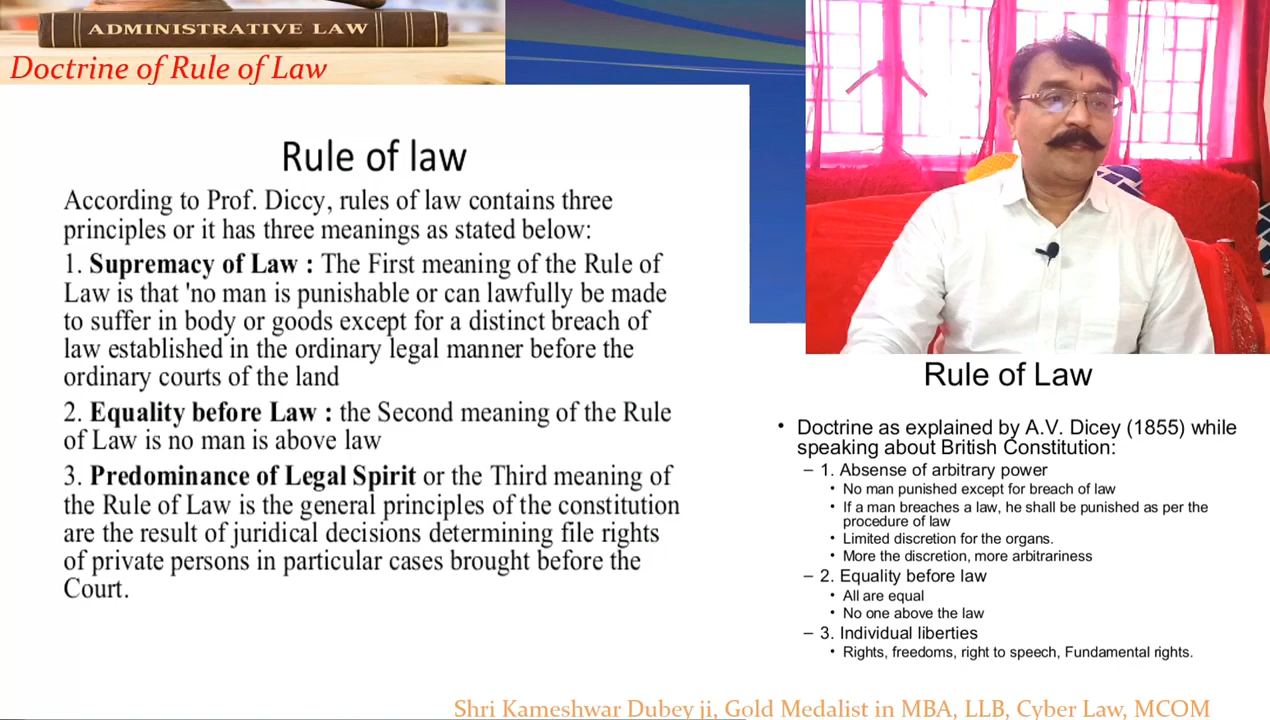 ADMINISTRATIVE LAW
Doctrine of Rule of Law
Rule of law
According to Prof. Diccy, rules of law contains three
principles or it has three meanings as stated below:
1. Supremacy of Law : The First meaning of the Rule of
Law is that 'no man is punishable or can lawfully be made
to suffer in body or goods except for a distinct breach of
law established in the ordinary legal manner before the
ordinary courts of the land
2. Equality before Law : the Second meaning of the Rule
of Law is no man is above law
3. Predominance of Legal Spirit or the Third meaning of
the Rule of Law is the general principles of the constitution
are the result of juridical decisions determining file rights
of private persons in particular cases brought before the
Court.
Rule of Law
• Doctrine as explained by A.V. Dicey (1855) while
speaking about British Constitution:
– 1. Absense of arbitrary power
• No man punished except for breach of law
• If a man breaches a law, he shall be punished as per the
procedure of law
• Limited discretion for the organs.
• More the discretion, more arbitrariness
– 2. Equality before law
• All are equal
• No one above the law
– 3. Individual liberties
• Rights, freedoms, right to speech, Fundamental rights.
Shri Kameshwar Dubey ji, Gold Medalist in MBA, LLB, Cyber Law, MCOM